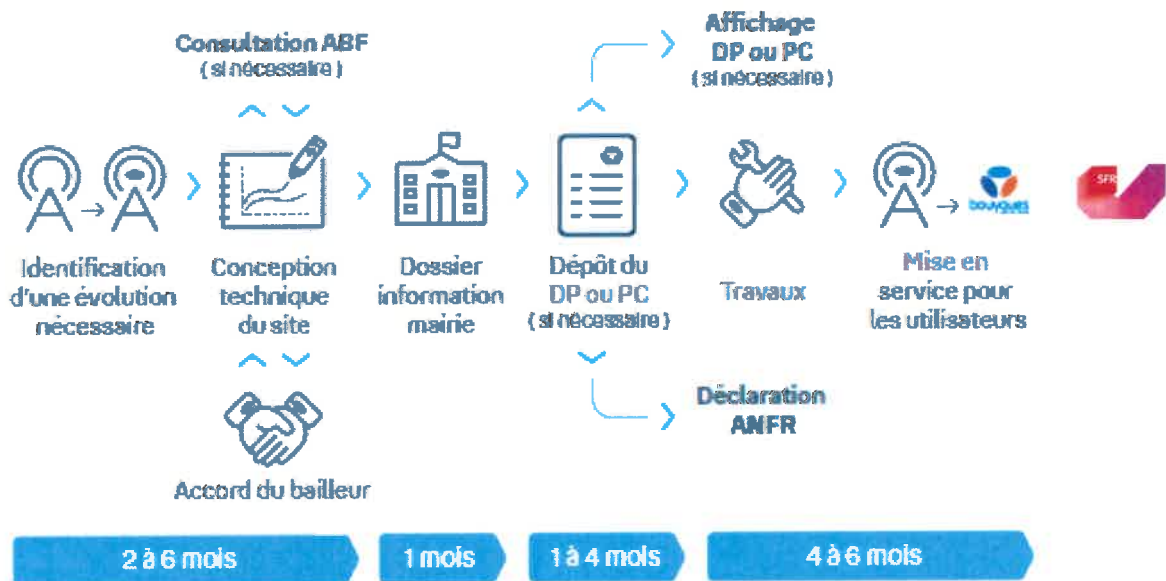 Consultation ABF
(si nécessaire)
Affichage
DP ou PC
(si nécessaire)
Identification
d'une évolution
nécessaire
Conception
technique
du site
Dossier
information
mairie
Dépôt du
DP ou PC
(si nécessaire)
Travaux
Mise en
service pour
les utilisateurs
bouygues
SFR
Accord du bailleur
Déclaration
ANFR
2 à 6 mois
1 mois
1 à 4 mois
4 à 6 mois